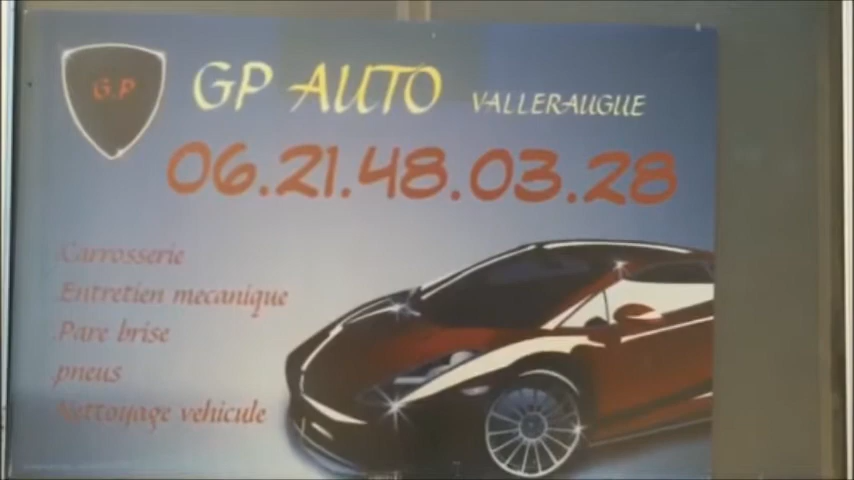 G.P
GP AUTO VALLERAUGUE
06.21.48.03.28
Carrosserie
Entretien mecanique
Pare brise
pneus
Nettoyage vehicule